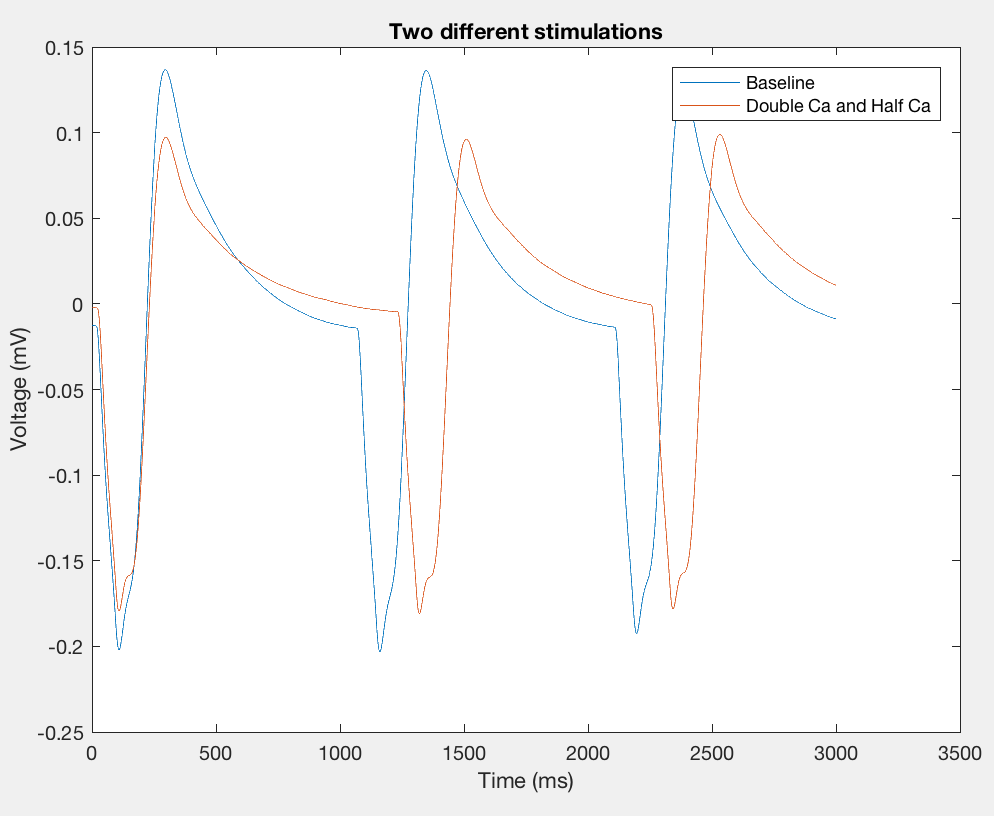 Two different stimulations
Baseline
Double Ca and Half Ca
Voltage (mV)
0.15
0.1
0.05
0
-0.05
-0.1
-0.15
-0.2
-0.25
0 500 1000 1500 2000 2500 3000 3500
Time (ms)